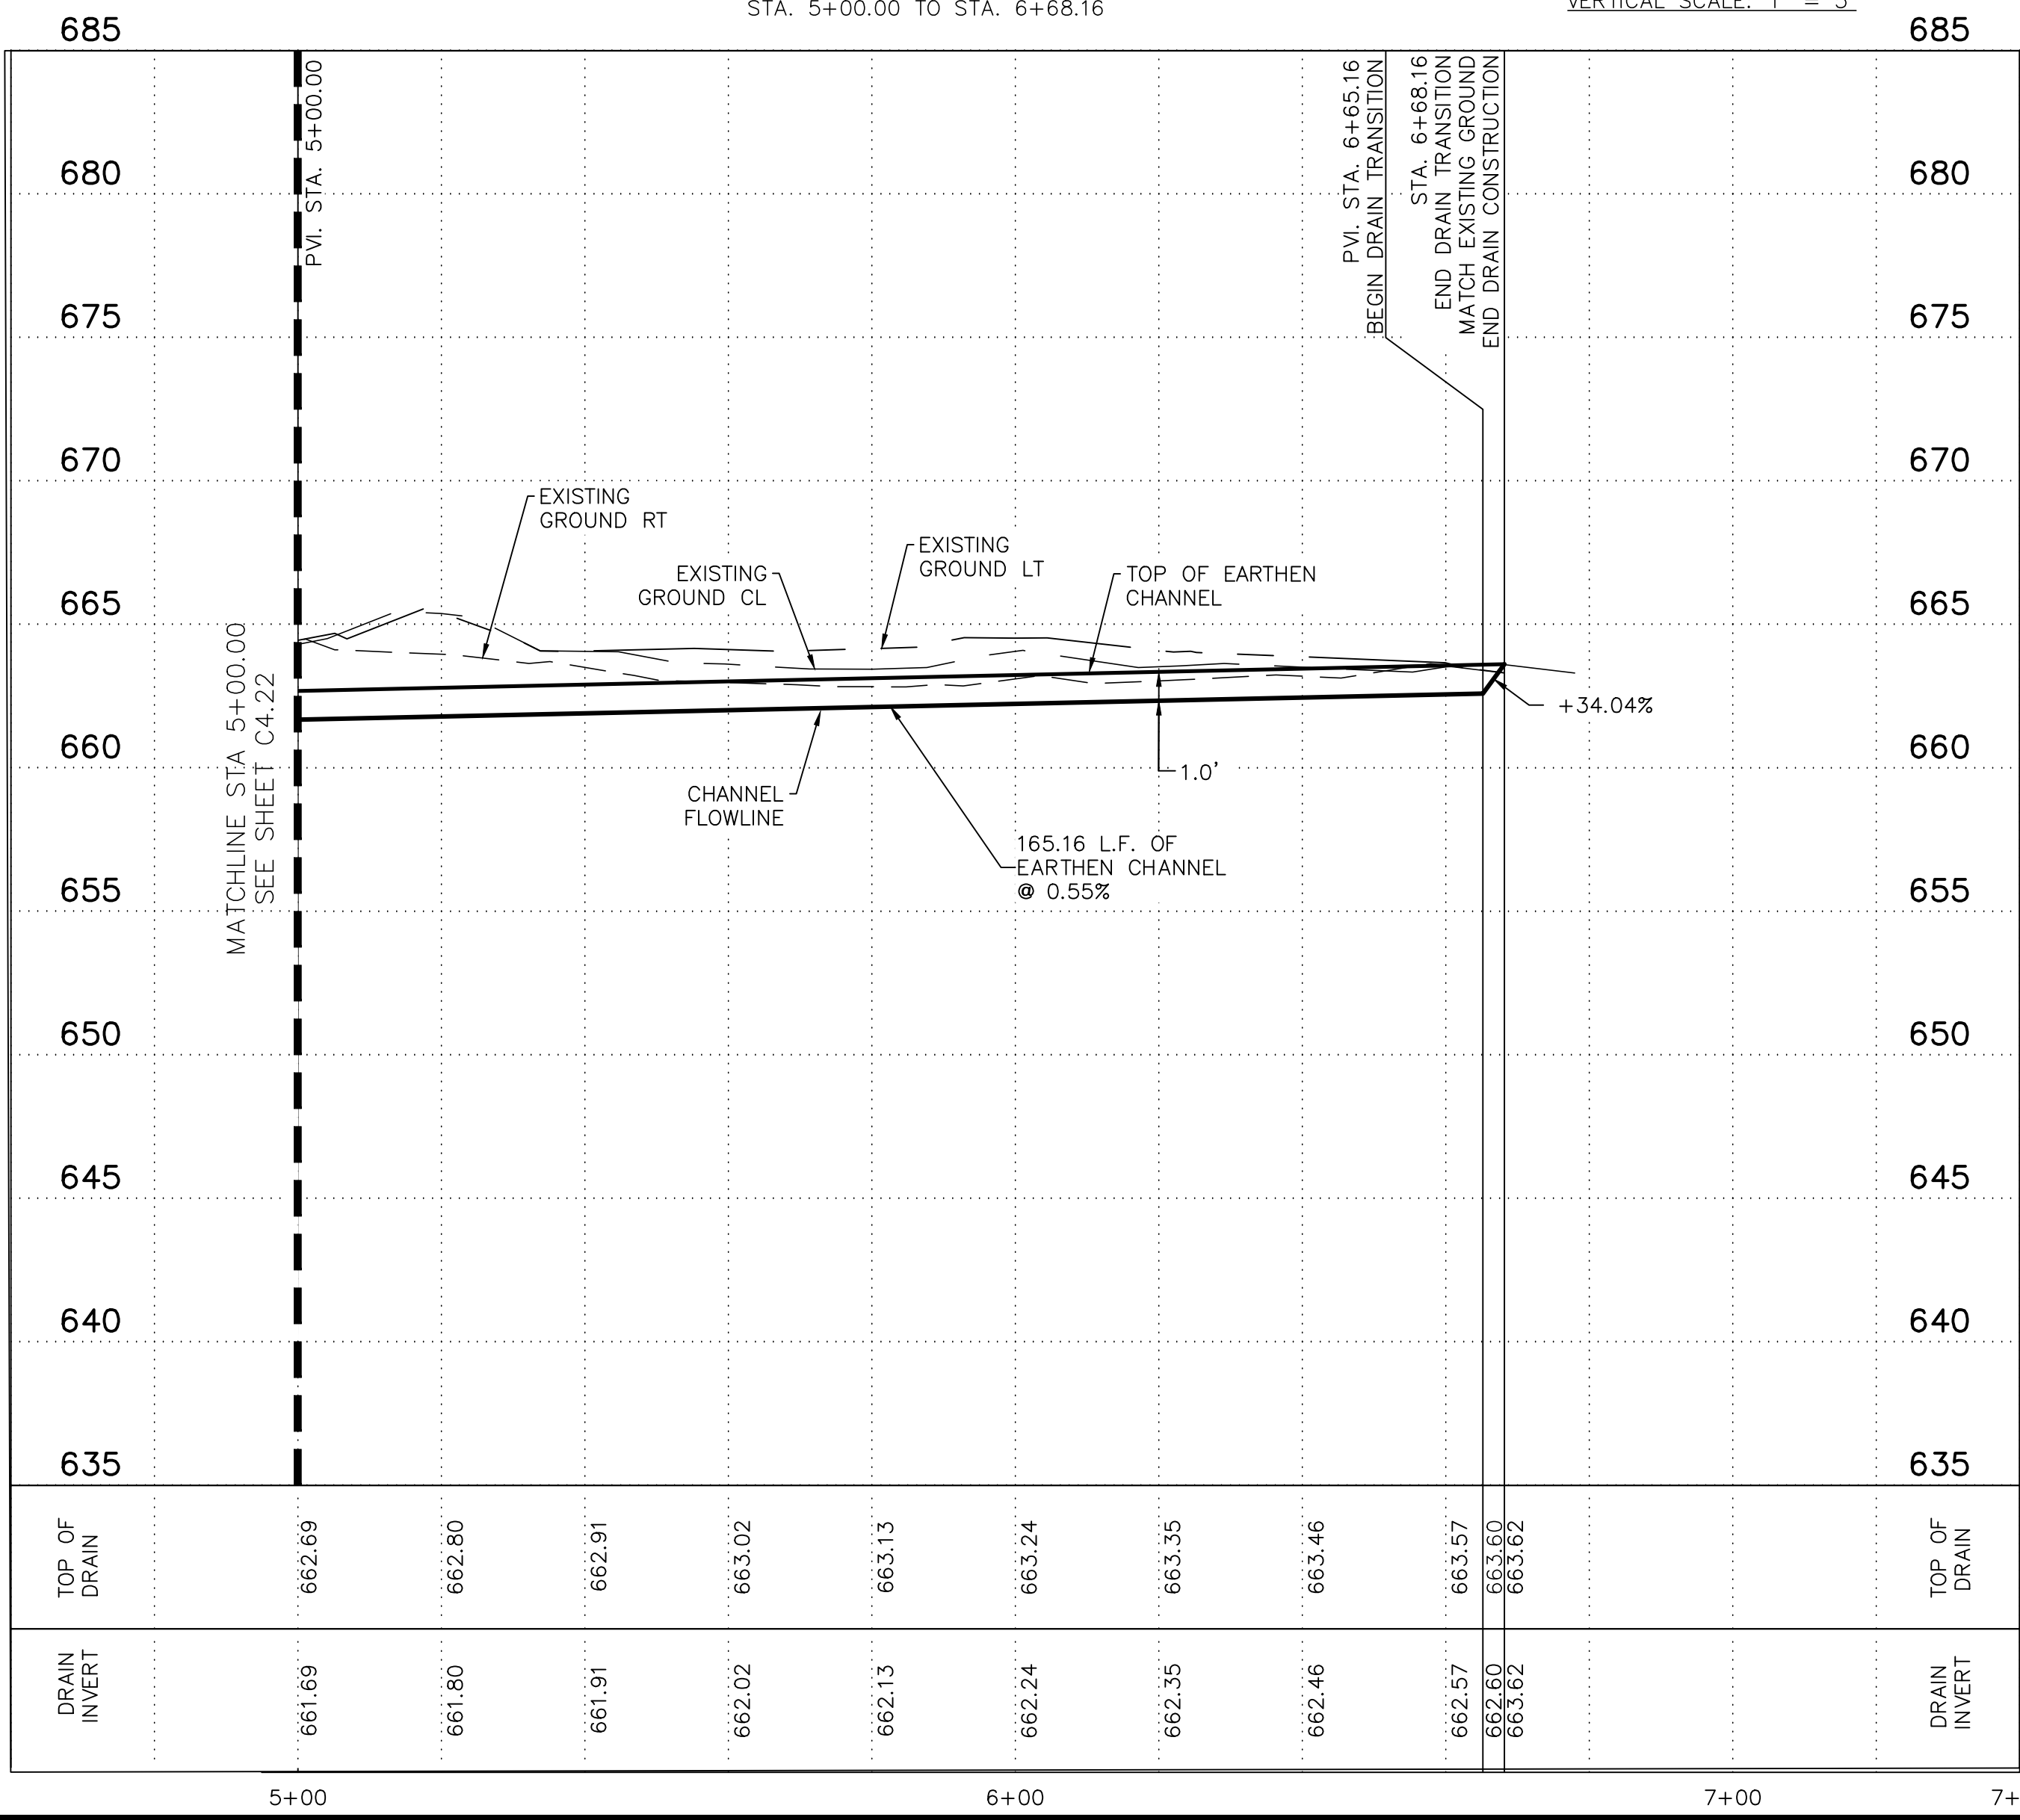 STA. 5+00.00 TO STA. 6+68.16
685
685
PVI. STA. 5+00.00
PVI. STA. 6+65.16
BEGIN DRAIN TRANSITION
STA. 6+68.16
END DRAIN TRANSITION
MATCH EXISTING GROUND
END DRAIN CONSTRUCTION
680
680
675
675
670
670
EXISTING
GROUND RT
EXISTING
GROUND CL
EXISTING
GROUND LT
TOP OF EARTHEN
CHANNEL
665
665
+34.04%
MATCHLINE STA 5+00.00
SEE SHEET C4.22
660
660
1.0'
CHANNEL
FLOWLINE
165.16 L.F. OF
EARTHEN CHANNEL
@ 0.55%
655
655
650
650
645
645
640
640
635
635
TOP OF
DRAIN
662.69
662.80
662.91
663.02
663.13
663.24
663.35
663.46
663.57
663.60
663.62
TOP OF
DRAIN
DRAIN
INVERT
661.69
661.80
661.91
662.02
662.13
662.24
662.35
662.46
662.57
662.60
663.62
DRAIN
INVERT
5+00
6+00
7+00
7+